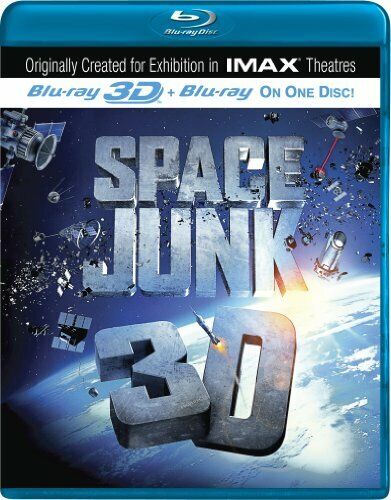 Blu-ray Disc
Originally Created for Exhibition in IMAX® Theatres
Blu-ray 3D™ + Blu-ray ON ONE DISC!
SPACE
JUNK
3D